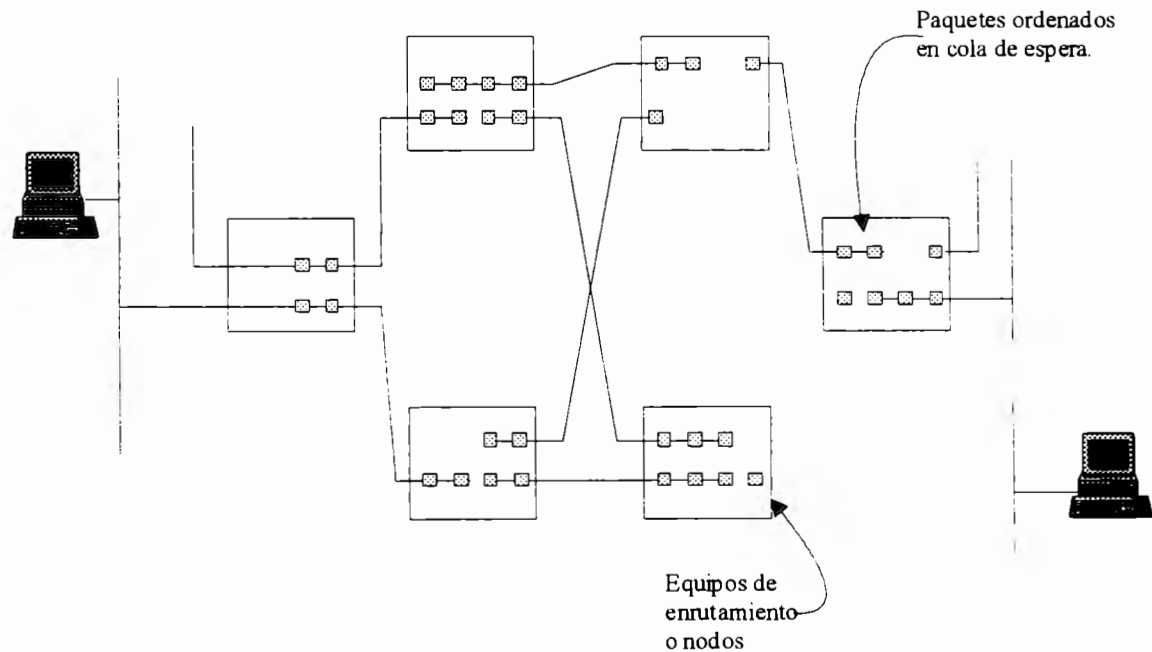 Paquetes ordenados
en cola de espera.
Equipos de
enrutamiento
o nodos